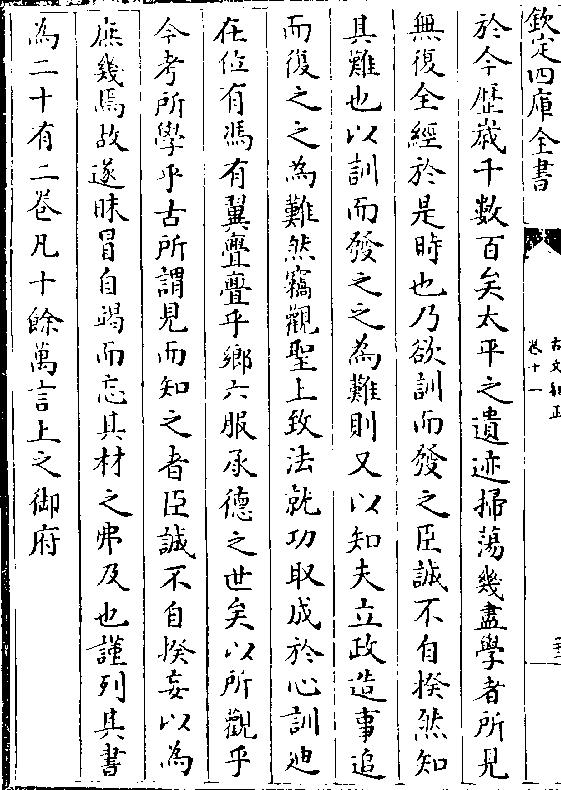 欽定四庫全書
古文雅正
卷十一
於今歷歲千數百矣太平之遺迹掃蕩幾盡學者所見
無復全經於是時也乃欲訓而發之臣誠不自揆然知
其難也以訓而發之之為難則又以知夫立政造事追
而復之之為難然竊觀聖上致法就功取成於心訓迪
在位有馮有翼亹亹乎鄉六服承德之世矣以所觀乎
今考所學乎古所謂見而知之者臣誠不自揆妄以為
庶幾焉故遂昧冒自竭而忘其材之弗及也謹列其書
為二十有二卷凡十餘萬言上之御府